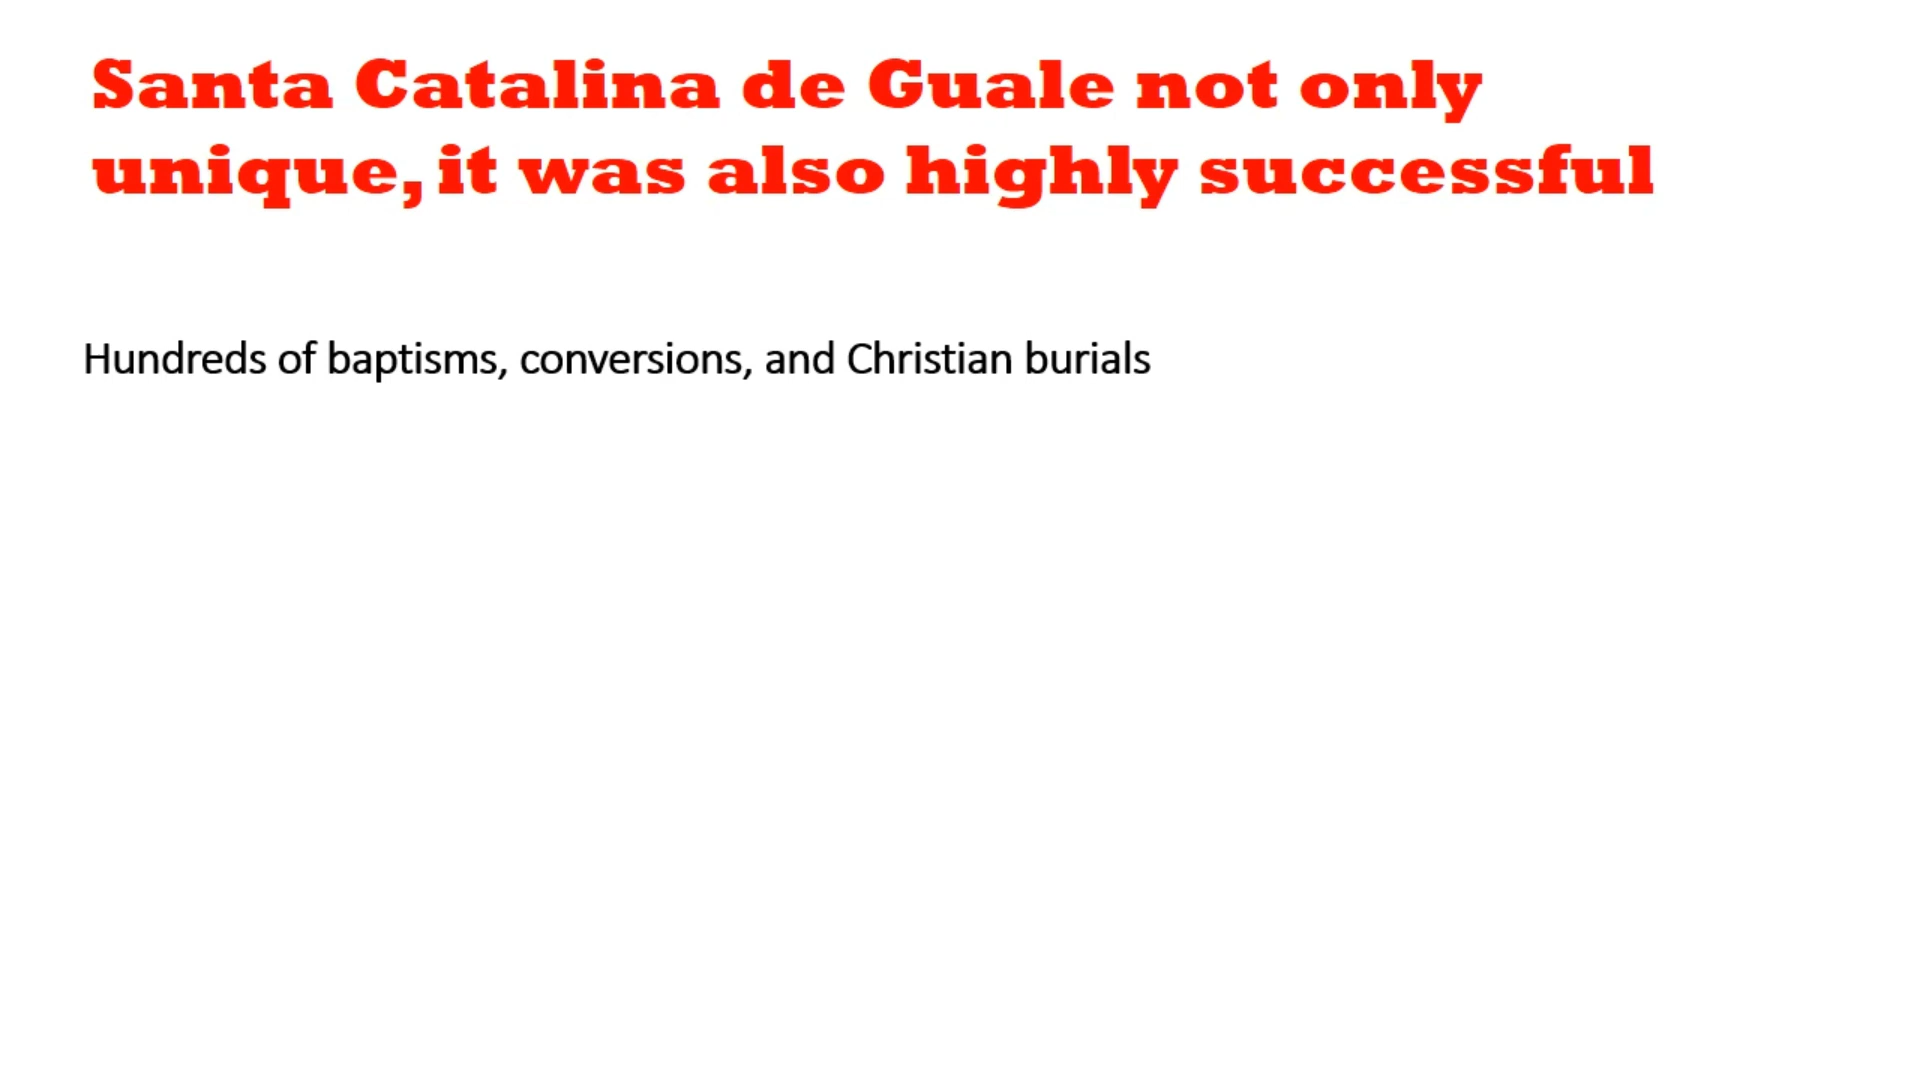 Santa Catalina de Guale not only
unique, it was also highly successful
Hundreds of baptisms, conversions, and Christian burials